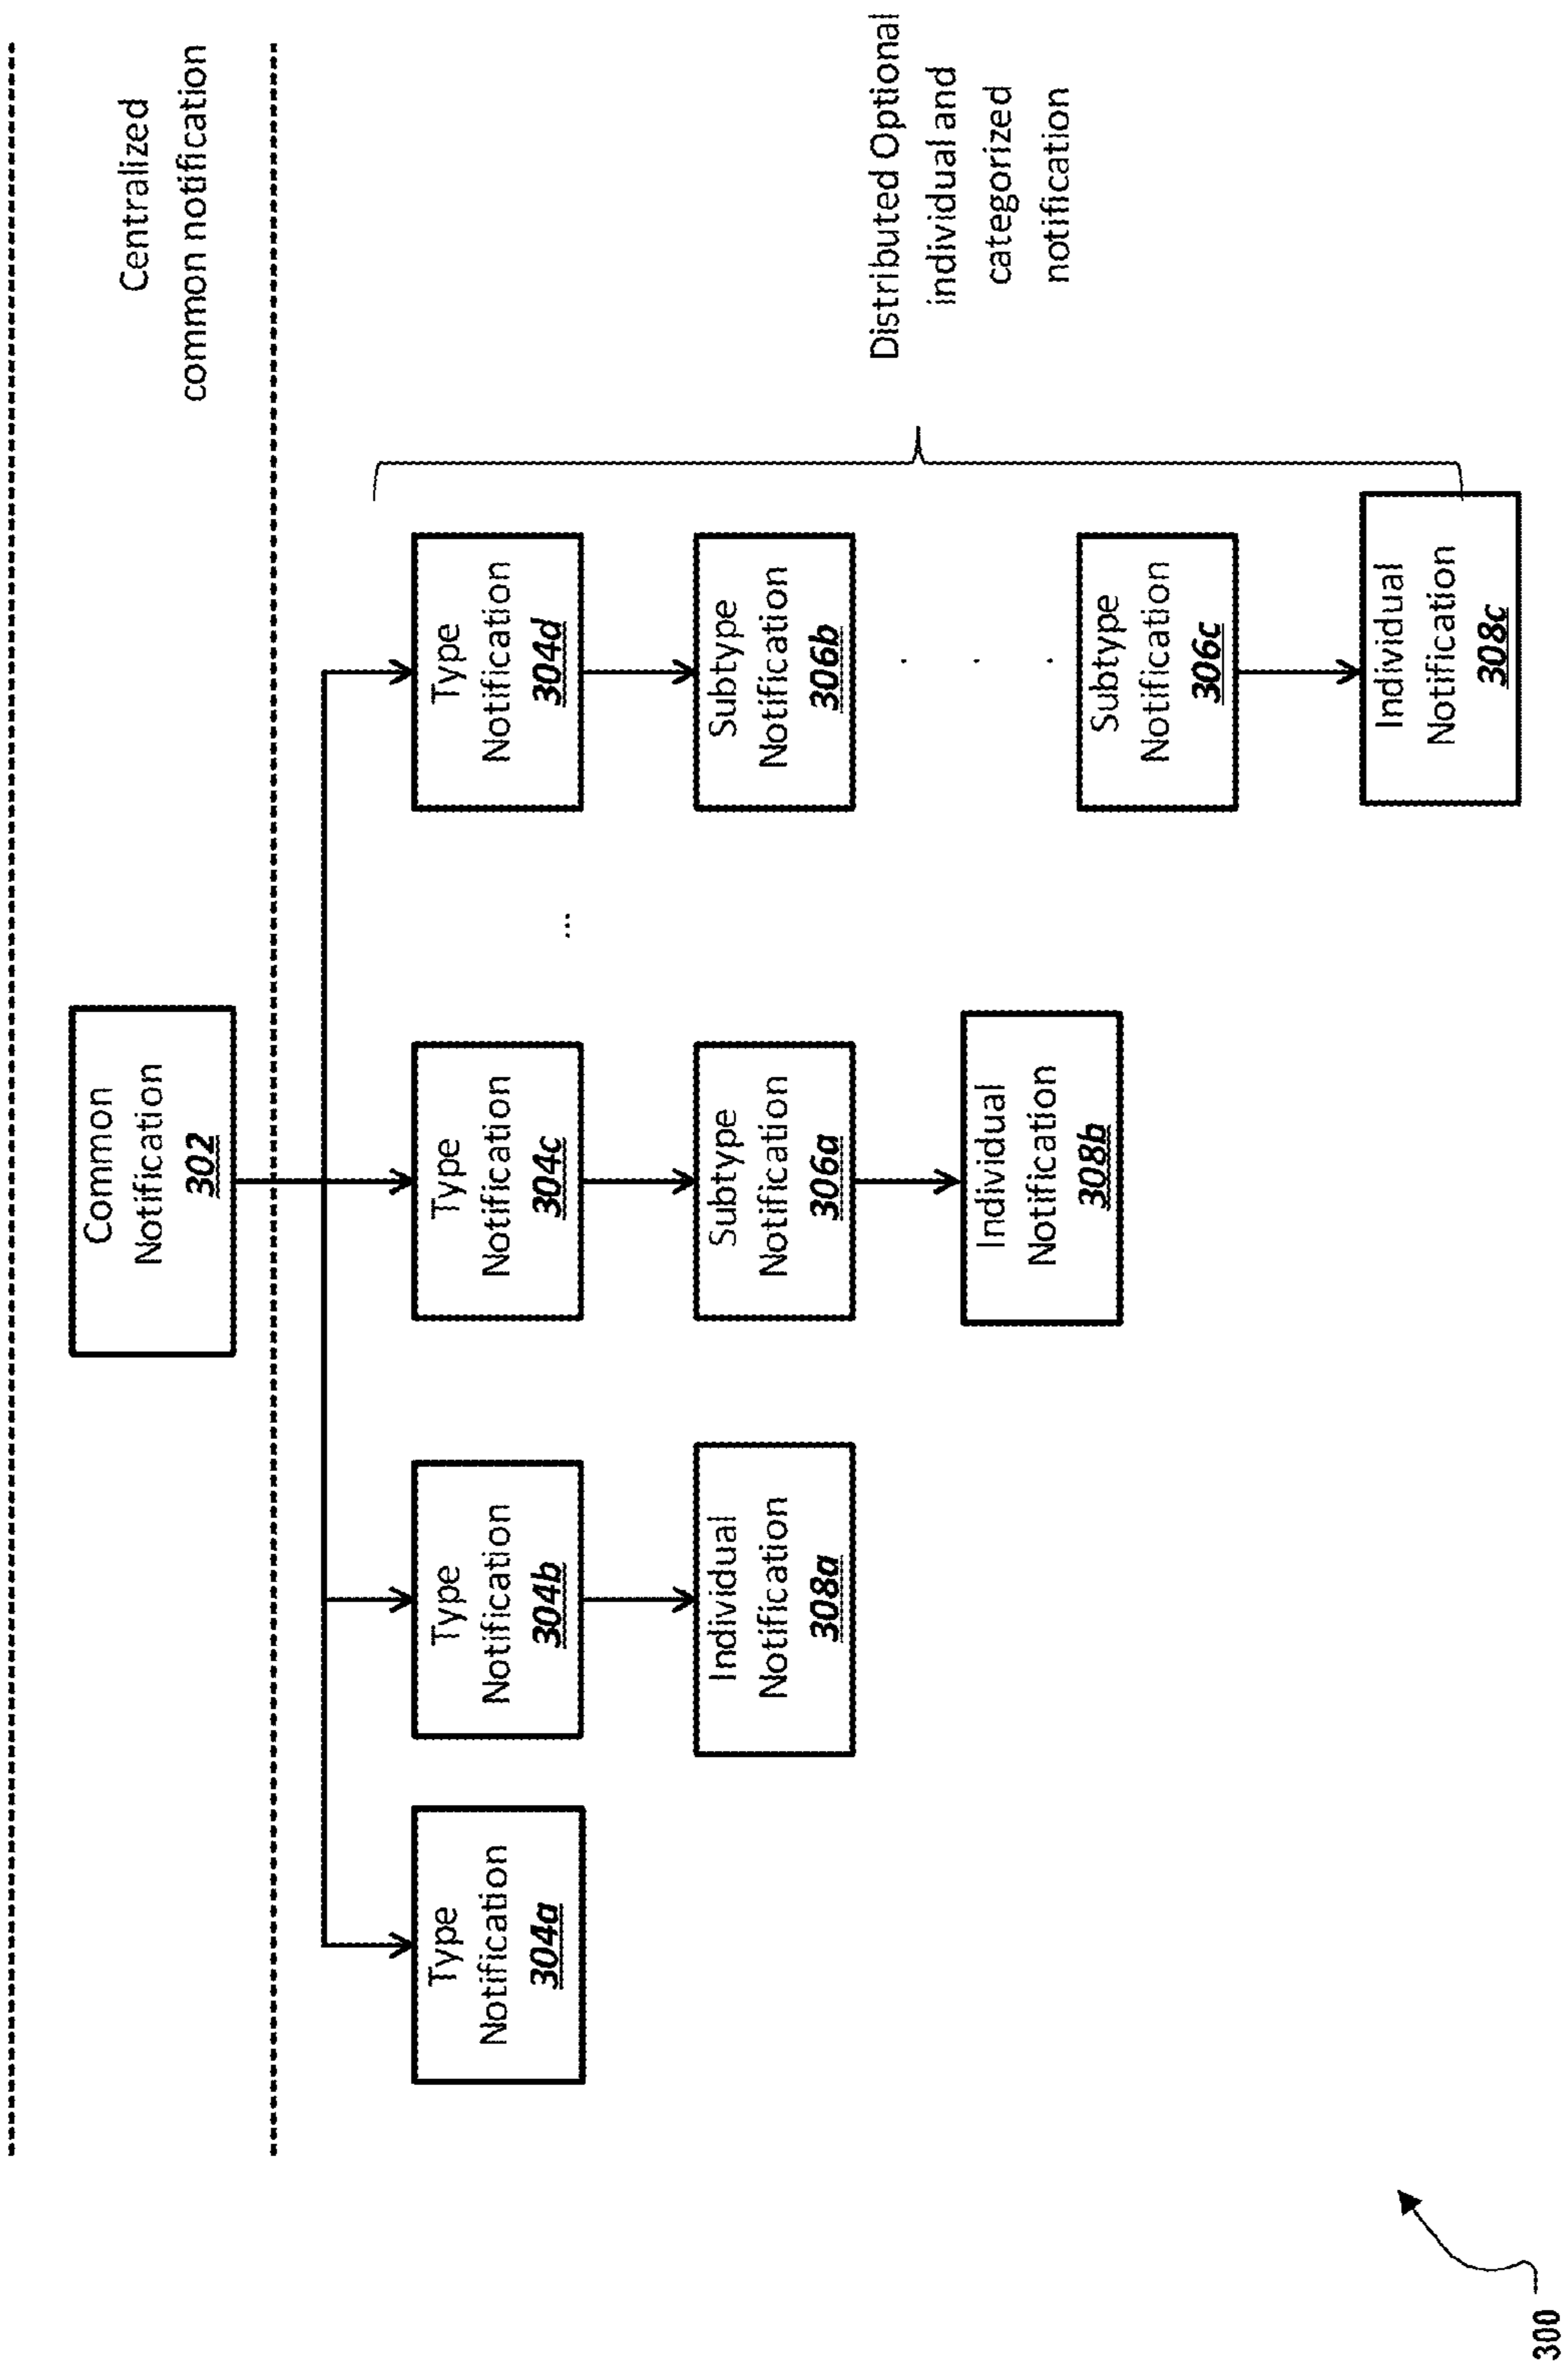 Centralized
common notification
Common
Notification
302
Type
Notification
304a
Type
Notification
304b
Type
Notification
304c
...
Type
Notification
304d
Individual
Notification
308a
Subtype
Notification
306a
Subtype
Notification
306b
. . .
Individual
Notification
308b
Subtype
Notification
306c
Individual
Notification
308c
Distributed Optional
individual and
categorized
notification
300